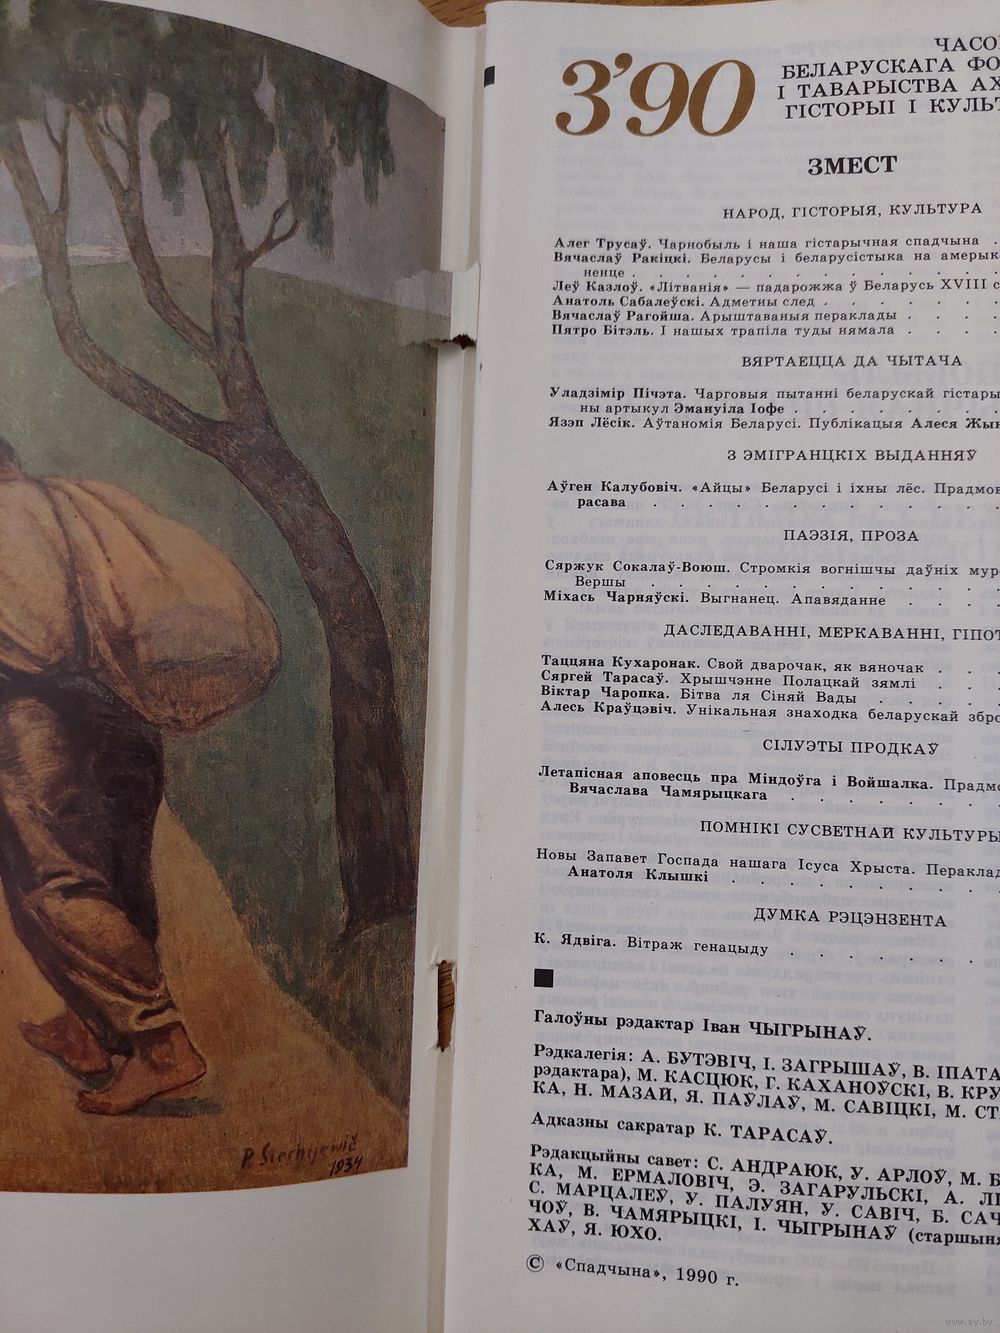 P. Sierhijewič
1934
3'90
ЧАСО
БЕЛАРУСКАГА ФО
І ТАВАРЫСТВА АХ
ГІСТОРЫІ І КУЛЬТ
ЗМЕСТ
НАРОД, ГІСТОРЫЯ, КУЛЬТУРА
Алег Трусаў. Чарнобыль і наша гістарычная спадчына .
Вячаслаў Ракіцкі. Беларусы і беларусістыка на амерык
ненце . . . . . . . . . . . .
Леў Казлоў. «Літванія» — падарожжа ў Беларусь XVIII с
Анатоль Сабалеўскі. Адметны след . . . . . .
Вячаслаў Рагойша. Арыштаваныя пераклады . . . .
Пятро Бітэль. І нашых трапіла туды нямала . . . .
ВЯРТАЕЦЦА ДА ЧЫТАЧА
Уладзімір Пічэта. Чарговыя пытанні беларускай гістары
ны артыкул Эмануіла Іофе . . . . . . . .
Язэп Лёсік. Аўтаномія Беларусі. Публікацыя Алеся Жын
З ЭМІГРАНЦКІХ ВЫДАННЯЎ
Аўген Калубовіч. «Айцы» Беларусі і іхны лёс. Прадмов
расава . . . . . . . . . . . .
ПАЭЗІЯ, ПРОЗА
Сяржук Сокалаў-Воюш. Стромкія вогнішчы даўніх мур
Вершы . . . . . . . . . . . .
Міхась Чарняўскі. Выгнанец. Апавяданне . . . .
ДАСЛЕДАВАННІ, МЕРКАВАННІ, ГІПОТ
Таццяна Кухаронак. Свой дварочак, як вяночак . . .
Сяргей Тарасаў. Хрышчэнне Полацкай зямлі . . .
Віктар Чаропка. Бітва ля Сіняй Вады . . . . .
Алесь Краўцэвіч. Унікальная знаходка беларускай збро
СІЛУЭТЫ ПРОДКАЎ
Летапісная аповесць пра Міндоўга і Войшалка. Прадмо
Вячаслава Чамярыцкага . . . . . . . .
ПОМНІКІ СУСВЕТНАЙ КУЛЬТУРЫ
Новы Запавет Госпада нашага Ісуса Хрыста. Пераклад
Анатоля Клышкі . . . . . . . . . .
ДУМКА РЭЦЭНЗЕНТА
К. Ядвіга. Вітраж генацыду . . . . . . .
Галоўны рэдактар Іван ЧЫГРЫНАЎ.
Рэдкалегія: А. БУТЭВІЧ, І. ЗАГРЫШАЎ, В. ІПАТА
рэдактара), М. КАСЦЮК, Г. КАХАНОЎСКІ, В. КРУ
КА, Н. МАЗАЙ, Я. ПАЎЛАЎ, М. САВІЦКІ, М. СТ
Адказны сакратар К. ТАРАСАЎ.
Рэдакцыйны савет: С. АНДРАЮК, У. АРЛОЎ, М. Б
КА, М. ЕРМАЛОВІЧ, Э. ЗАГАРУЛЬСКІ, А. ЛІ
С. МАРЦАЛЕЎ, У. ПАЛУЯН, У. САВІЧ, Б. САЧ
ЧОЎ, В. ЧАМЯРЫЦКІ, І. ЧЫГРЫНАЎ (старшыня
ХАЎ, Я. ЮХО.
© «Спадчына», 1990 г.
www.ay.by